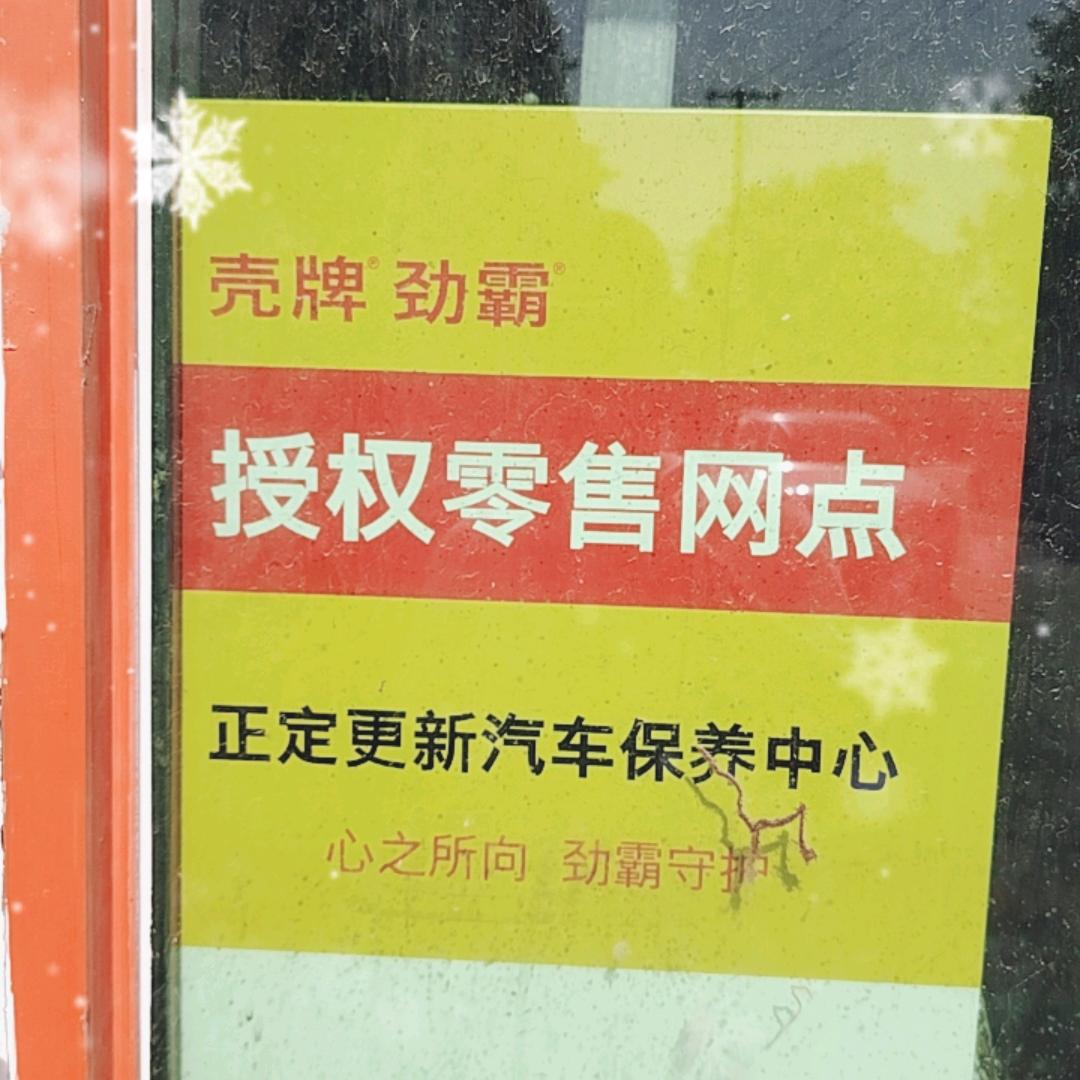 壳牌® 劲霸®
授权零售网点
正定更新汽车保养中心
心之所向 劲霸守护